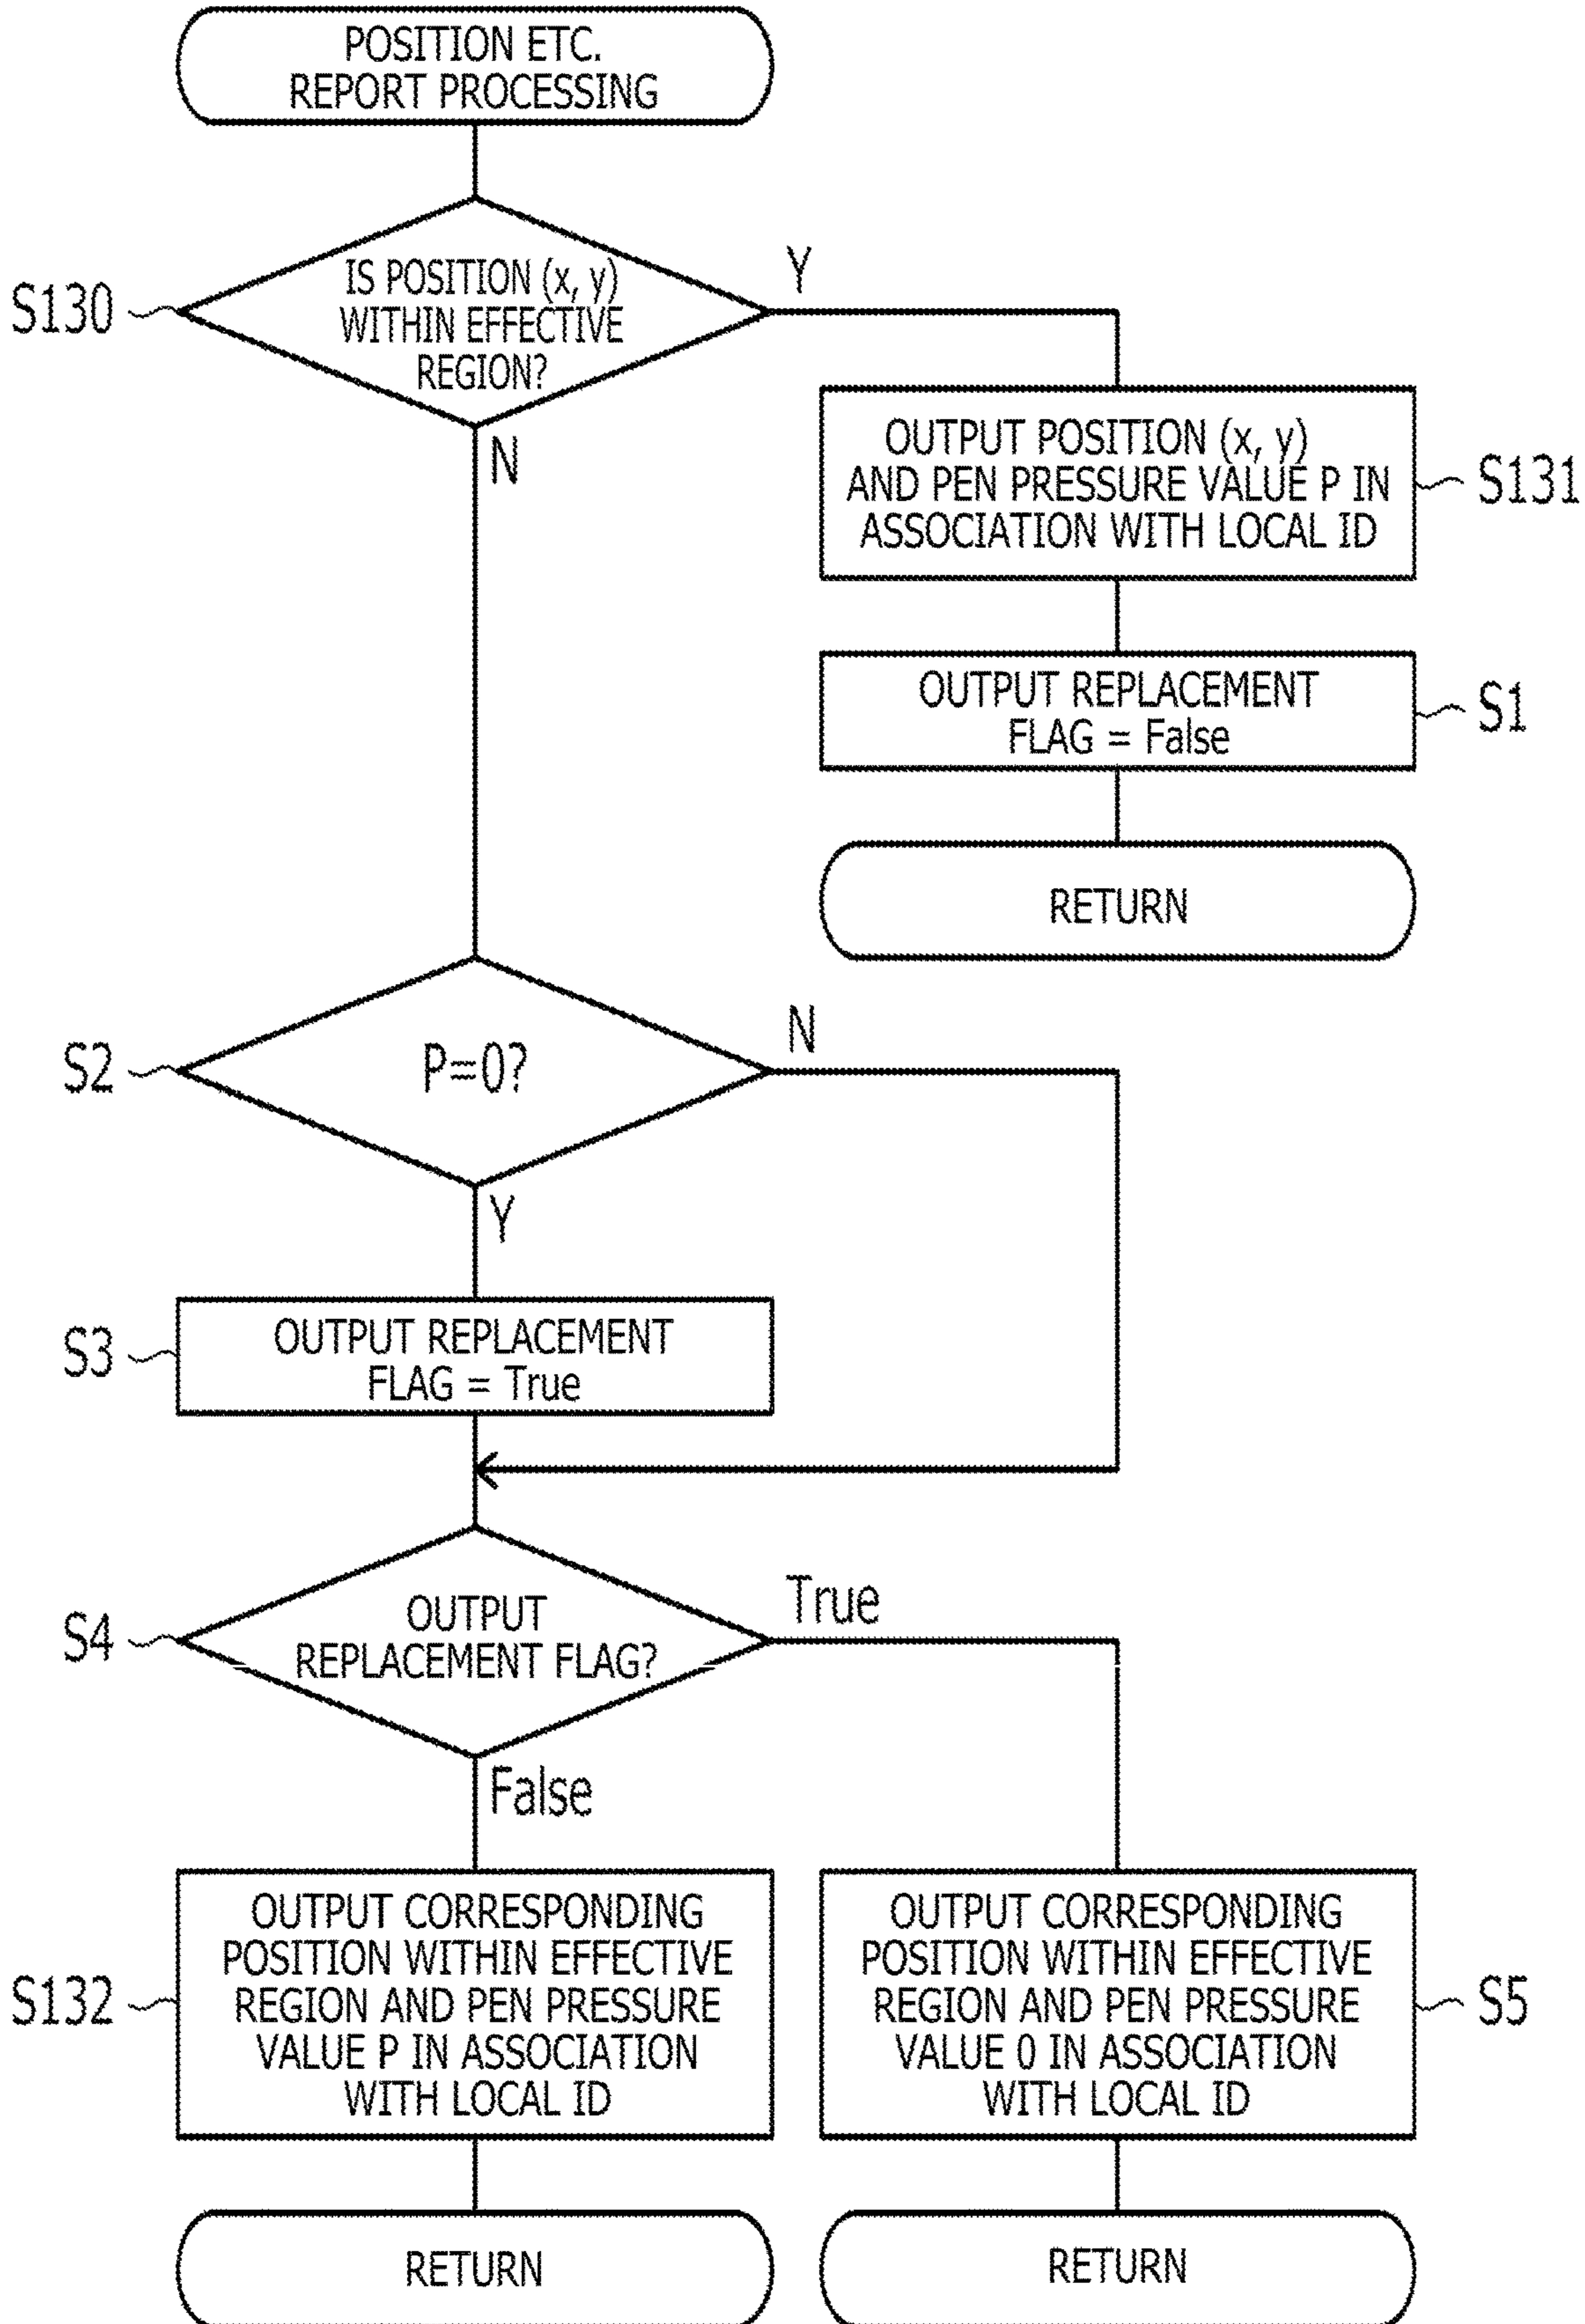 POSITION ETC.
REPORT PROCESSING
S130
IS POSITION (x, y)
WITHIN EFFECTIVE
REGION?
Y
N
OUTPUT POSITION (x, y)
AND PEN PRESSURE VALUE P IN
ASSOCIATION WITH LOCAL ID
S131
OUTPUT REPLACEMENT
FLAG = False
S1
RETURN
S2
P=0?
N
Y
S3
OUTPUT REPLACEMENT
FLAG = True
S4
OUTPUT
REPLACEMENT FLAG?
True
False
S132
OUTPUT CORRESPONDING
POSITION WITHIN EFFECTIVE
REGION AND PEN PRESSURE
VALUE P IN ASSOCIATION
WITH LOCAL ID
OUTPUT CORRESPONDING
POSITION WITHIN EFFECTIVE
REGION AND PEN PRESSURE
VALUE 0 IN ASSOCIATION
WITH LOCAL ID
S5
RETURN
RETURN